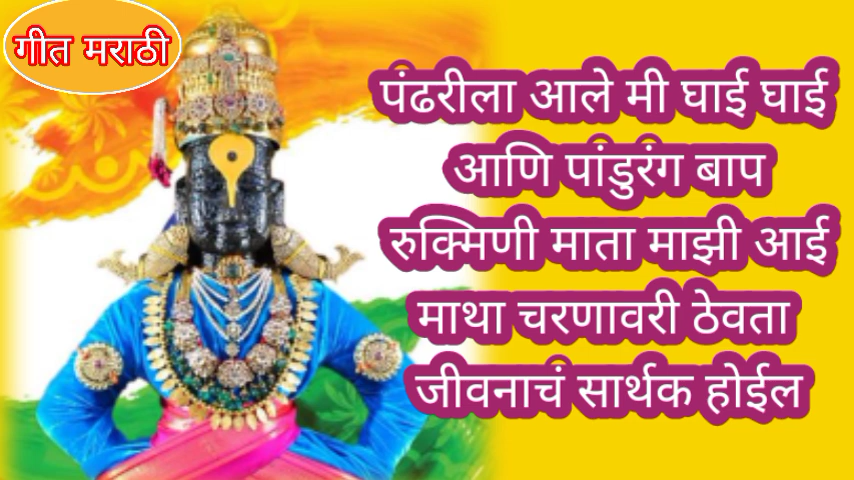 गीत मराठी
पंढरीला आले मी घाई घाई
आणि पांडुरंग बाप
रुक्मिणी माता माझी आई
माथा चरणावरी ठेवता
जीवनाचं सार्थक होईल